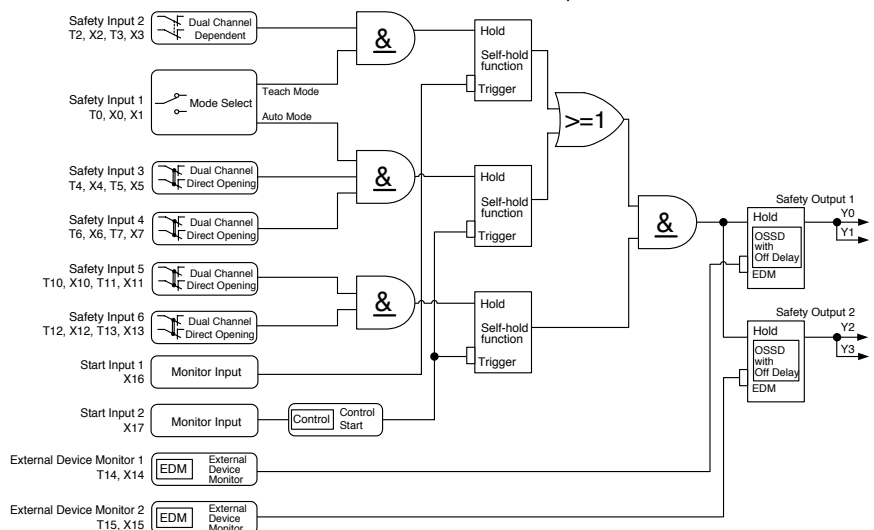 Safety Input 2
T2, X2, T3, X3
Dual Channel
Dependent
&
Hold
Self-hold
function
Trigger
Safety Input 1
T0, X0, X1
Mode Select
Teach Mode
Auto Mode
>=1
Safety Input 3
T4, X4, T5, X5
Dual Channel
Direct Opening
&
Hold
Self-hold
function
Trigger
Safety Input 4
T6, X6, T7, X7
Dual Channel
Direct Opening
&
Safety Output 1
Hold
OSSD
with
Off Delay
EDM
Y0
Y1
Safety Input 5
T10, X10, T11, X11
Dual Channel
Direct Opening
&
Hold
Self-hold
function
Trigger
Safety Input 6
T12, X12, T13, X13
Dual Channel
Direct Opening
Safety Output 2
Hold
OSSD
with
Off Delay
EDM
Y2
Y3
Start Input 1
X16
Monitor Input
Start Input 2
X17
Monitor Input
Control
Control
Start
External Device Monitor 1
T14, X14
EDM
External
Device
Monitor
External Device Monitor 2
T15, X15
EDM
External
Device
Monitor